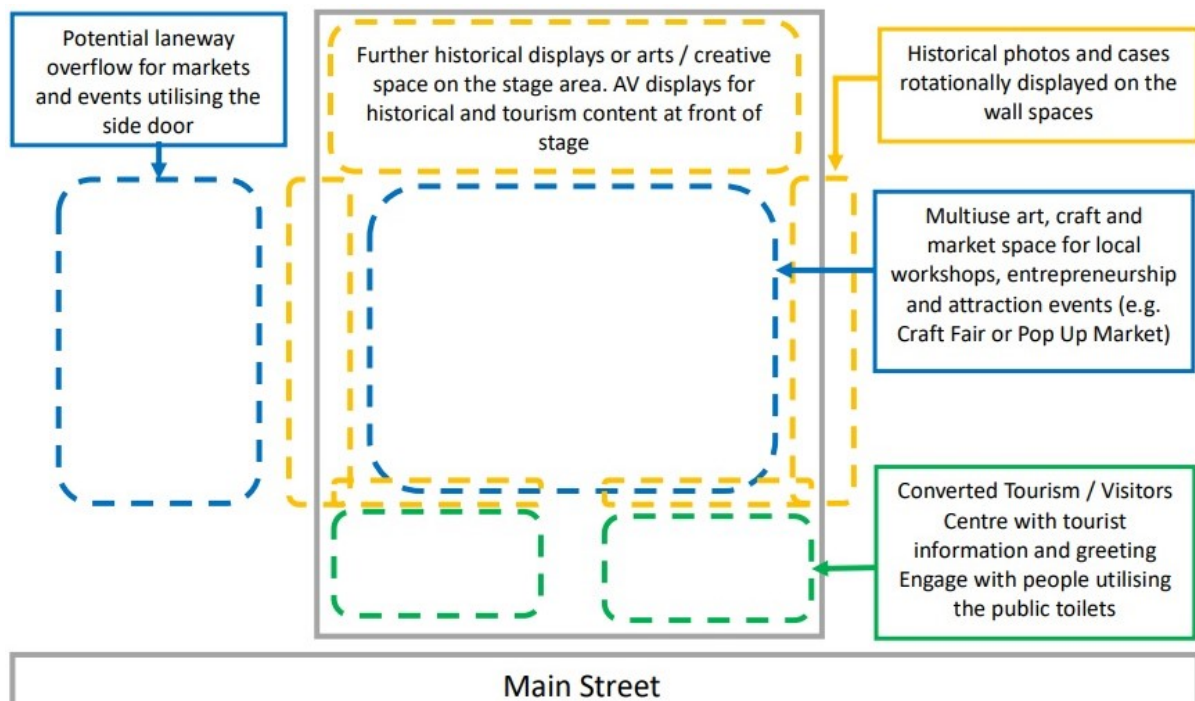 Potential laneway
overflow for markets
and events utilising the
side door
Further historical displays or arts / creative
space on the stage area. AV displays for
historical and tourism content at front of
stage
Historical photos and cases
rotationally displayed on the
wall spaces
Multiuse art, craft and
market space for local
workshops, entrepreneurship
and attraction events (e.g.
Craft Fair or Pop Up Market)
Converted Tourism / Visitors
Centre with tourist
information and greeting
Engage with people utilising
the public toilets
Main Street